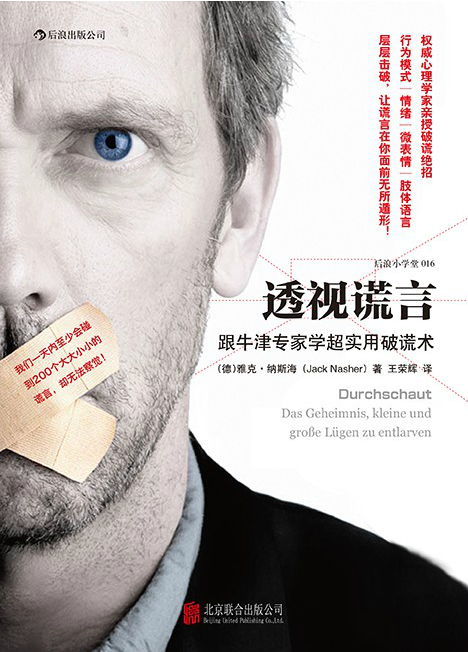 后浪出版公司
权威心理学家亲授破谎绝招
行为模式|情绪|微表情|肢体语言
层层击破，让谎言在你面前无所遁形！
后浪小学堂 016
透视谎言
跟牛津专家学超实用破谎术
(德)雅克·纳斯海（Jack Nasher）著 王荣辉 译
Durchschaut
Das Geheimnis, kleine und
große Lügen zu entlarven
我们一天内至少会碰
到200个大大小小的
谎言，却无法察觉！
北京联合出版公司
Beijing United Publishing Co.,Ltd.